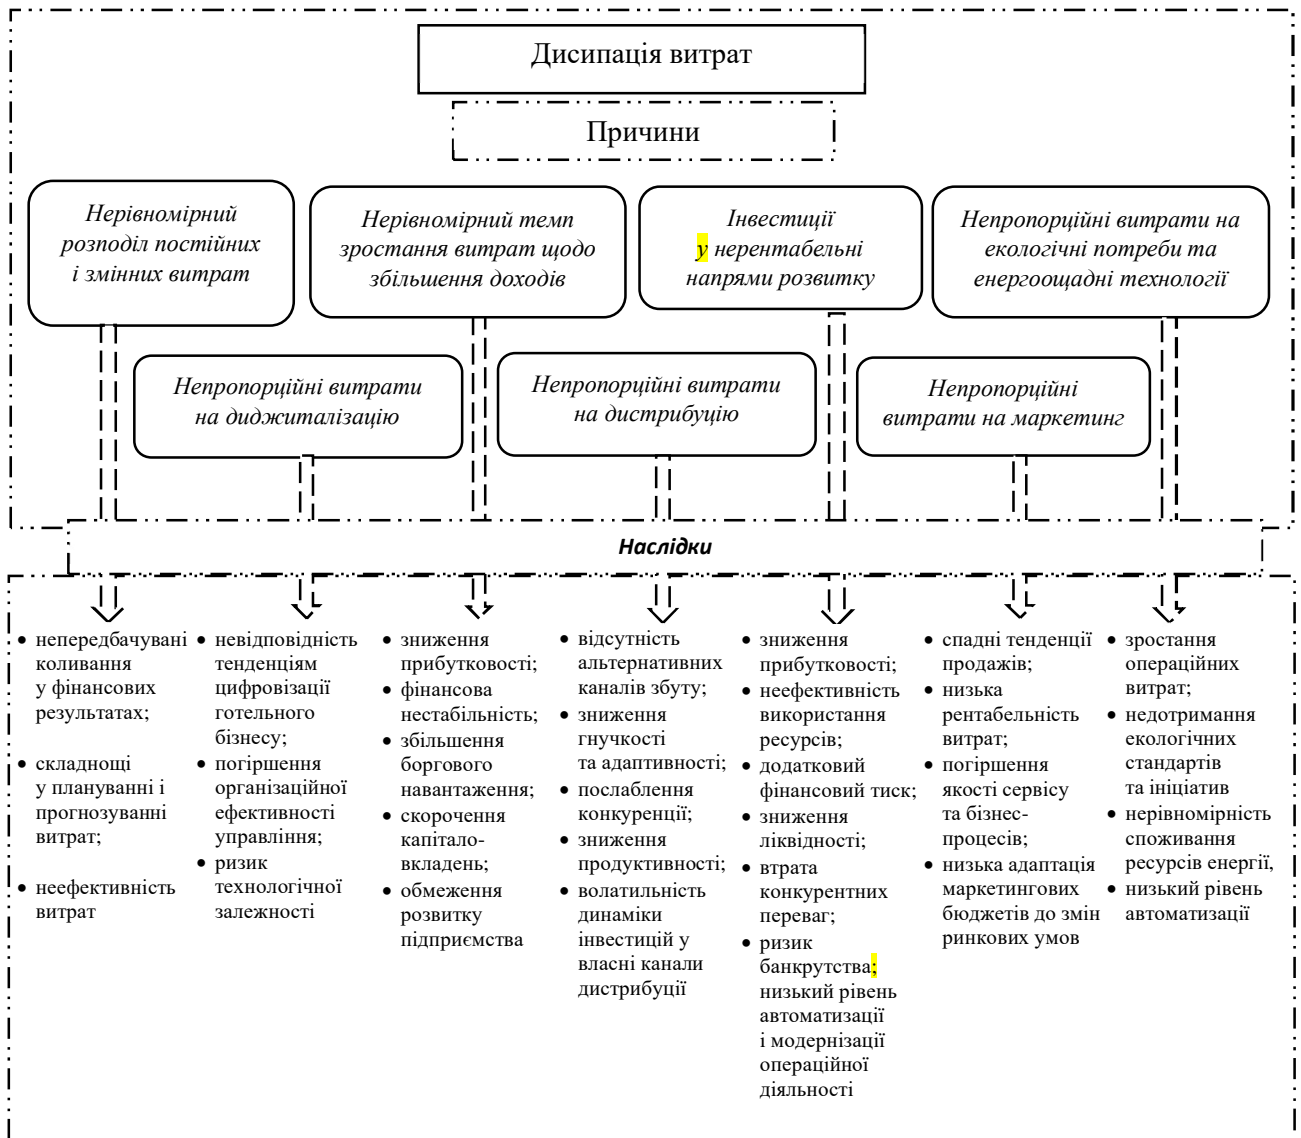 Дисипація витрат
Причини
Нерівномірний
розподіл постійних
і змінних витрат
Нерівномірний темп
зростання витрат щодо
збільшення доходів
Інвестиції
у нерентабельні
напрями розвитку
Непропорційні витрати на
екологічні потреби та
енергоощадні технології
Непропорційні витрати
на диджиталізацію
Непропорційні витрати
на дистрибуцію
Непропорційні
витрати на маркетинг
Наслідки
• непередбачувані
коливання
у фінансових
результатах;
• складнощі
у плануванні і
прогнозуванні
витрат;
• неефективність
витрат
• невідповідність
тенденціям
цифровізації
готельного
бізнесу;
• погіршення
організаційної
ефективності
управління;
• ризик
технологічної
залежності
• зниження
прибутковості;
• фінансова
нестабільність;
• збільшення
боргового
навантаження;
• скорочення
капітало-
вкладень;
• обмеження
розвитку
підприємства
• відсутність
альтернативних
каналів збуту;
• зниження
гнучкості
та адаптивності;
• послаблення
конкуренції;
• зниження
продуктивності;
• волатильність
динаміки
інвестицій у
власні канали
дистрибуції
• зниження
прибутковості;
• неефективність
використання
ресурсів;
• додатковий
фінансовий тиск;
• зниження
ліквідності;
• втрата
конкурентних
переваг;
• ризик
банкрутства;
низький рівень
автоматизації
і модернізації
операційної
діяльності
• спадні тенденції
продажів;
• низька
рентабельність
витрат;
• погіршення
якості сервісу
та бізнес-
процесів;
• низька адаптація
маркетингових
бюджетів до змін
ринкових умов
• зростання
операційних
витрат;
• недотримання
екологічних
стандартів
та ініціатив
• нерівномірність
споживання
ресурсів енергії,
• низький рівень
автоматизації